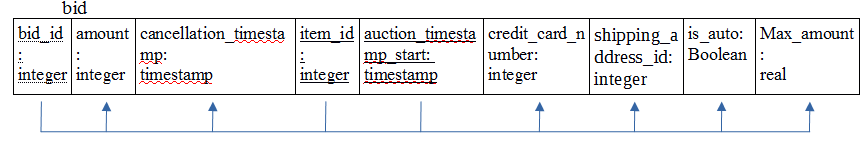 bid
bid_id
:
integer
amount
:
integer
cancellation_timesta
mp:
timestamp
item_id
:
integer
auction_timesta
mp_start:
timestamp
credit_card_n
umber:
integer
shipping_a
ddress_id:
integer
is_auto:
Boolean
Max_amount
:
real